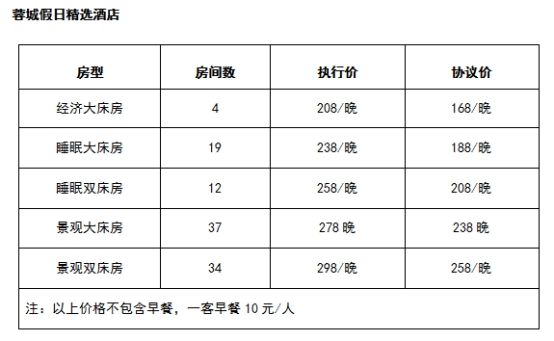 蓉城假日精选酒店
房型 房间数 执行价 协议价
经济大床房 4 208/晚 168/晚
睡眠大床房 19 238/晚 188/晚
睡眠双床房 12 258/晚 208/晚
景观大床房 37 278 晚 238 晚
景观双床房 34 298/晚 258/晚
注：以上价格不包含早餐，一客早餐 10 元/人